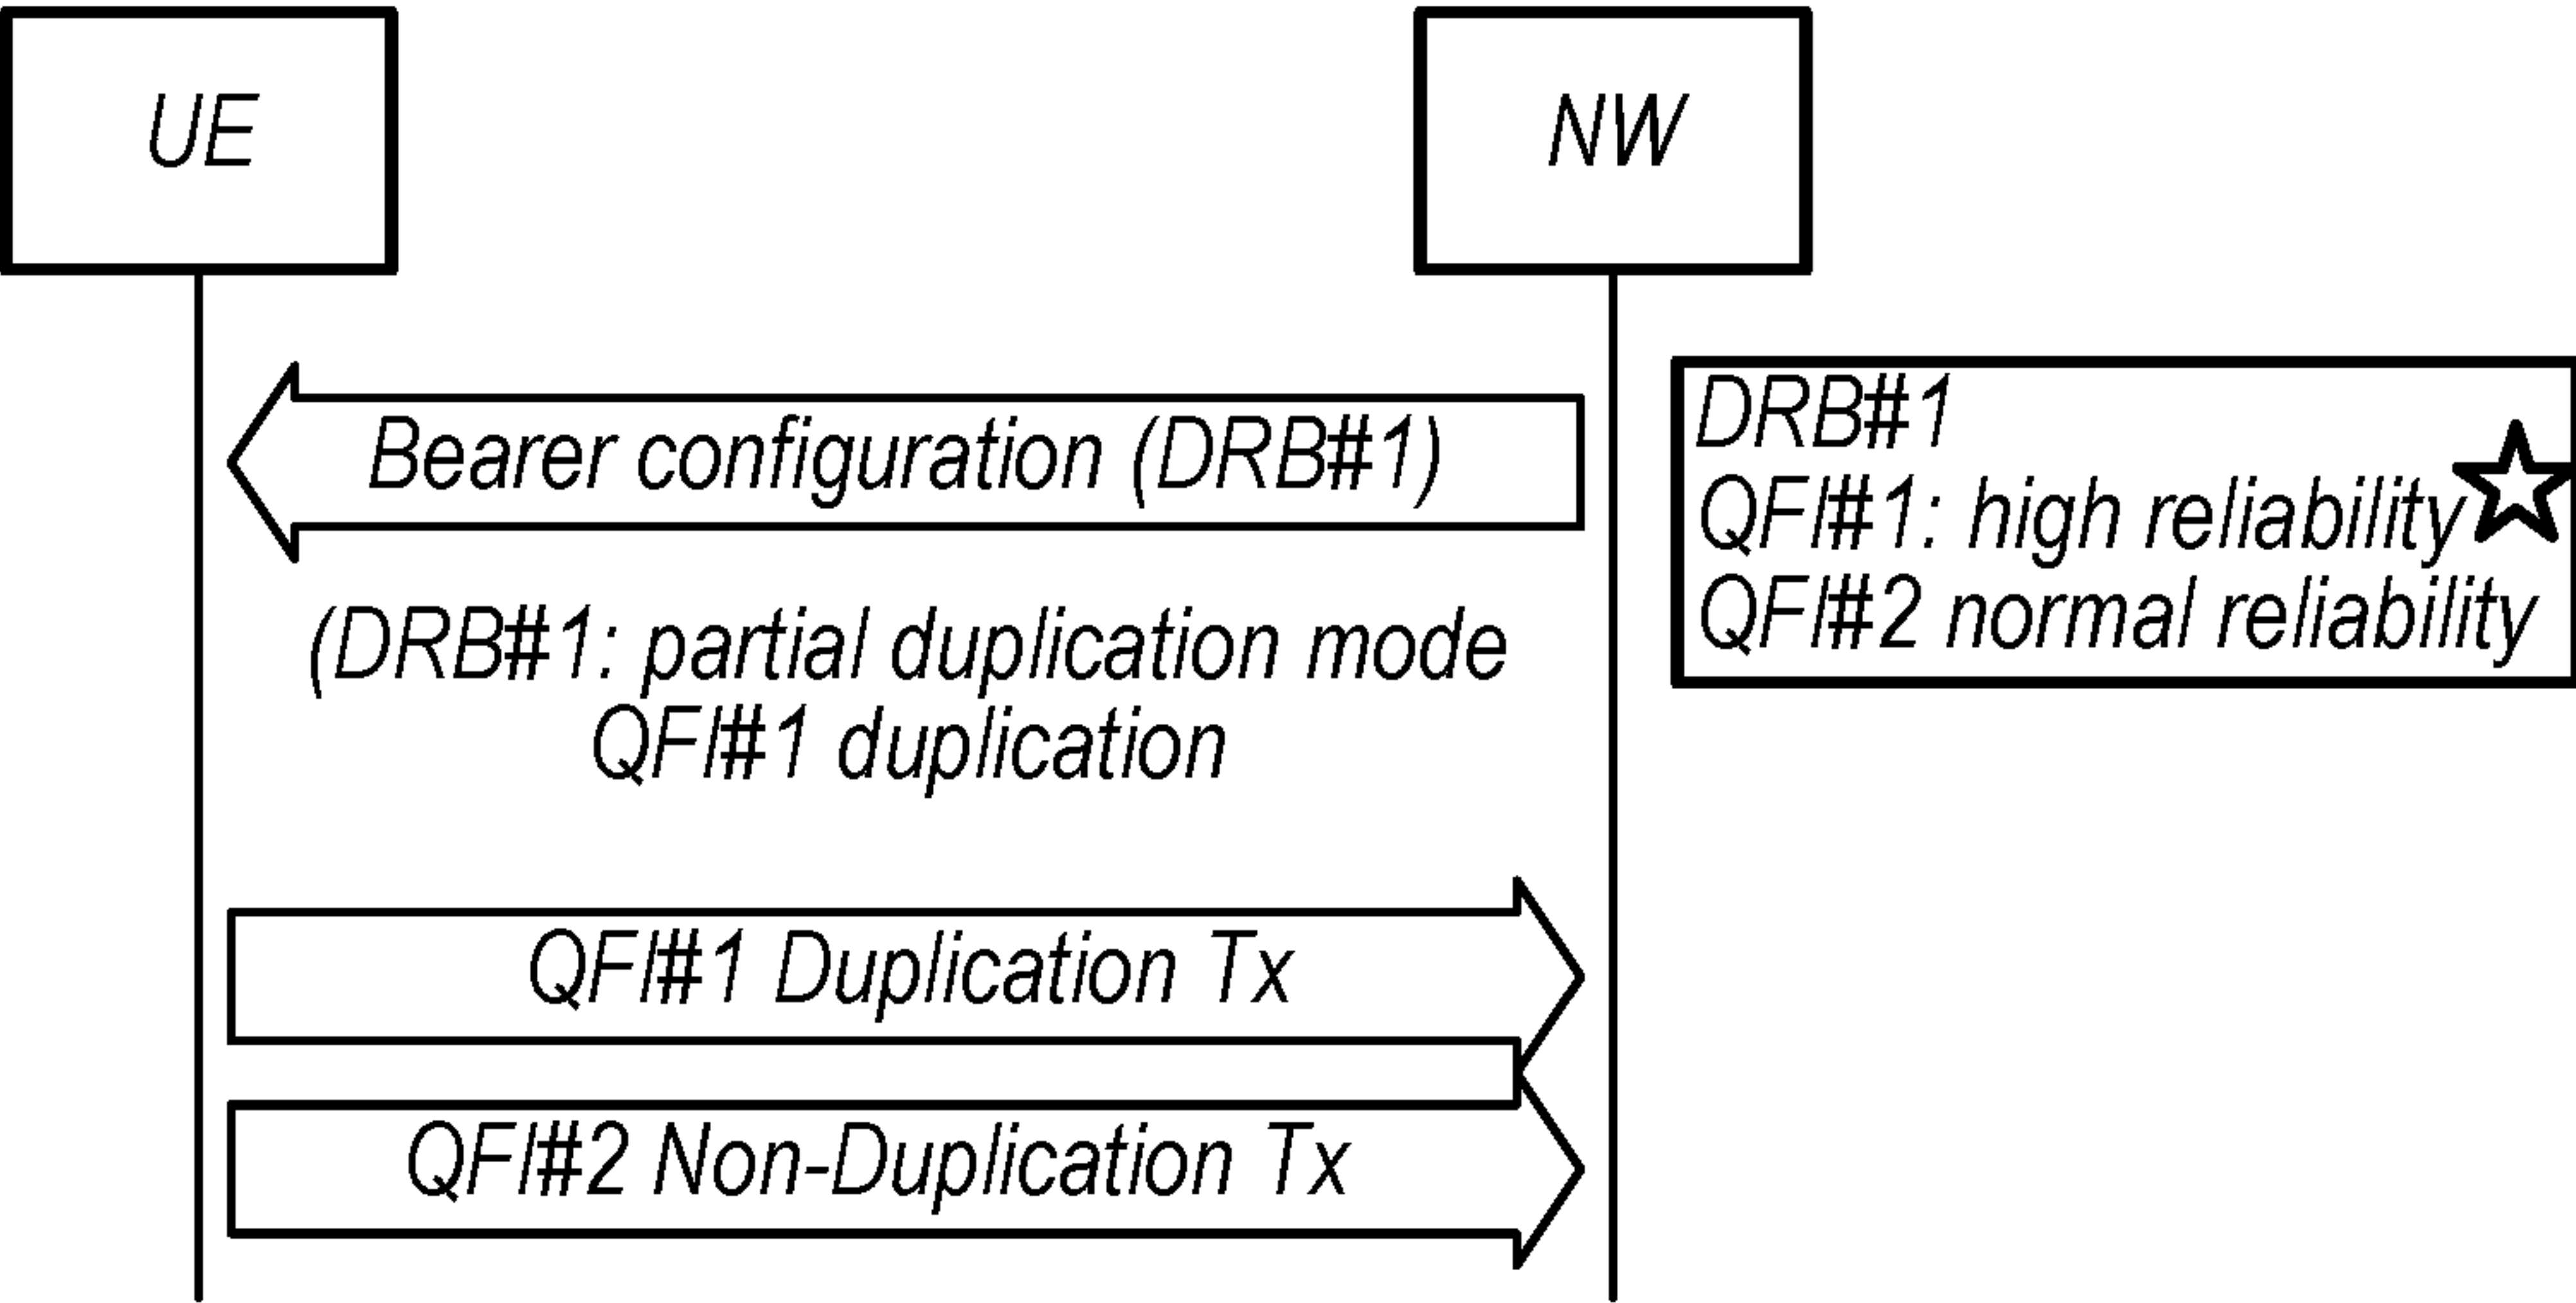 UE
NW
Bearer configuration (DRB#1)
DRB#1
QFI#1: high reliability
QFI#2 normal reliability
(DRB#1: partial duplication mode
QFI#1 duplication
QFI#1 Duplication Tx
QFI#2 Non-Duplication Tx